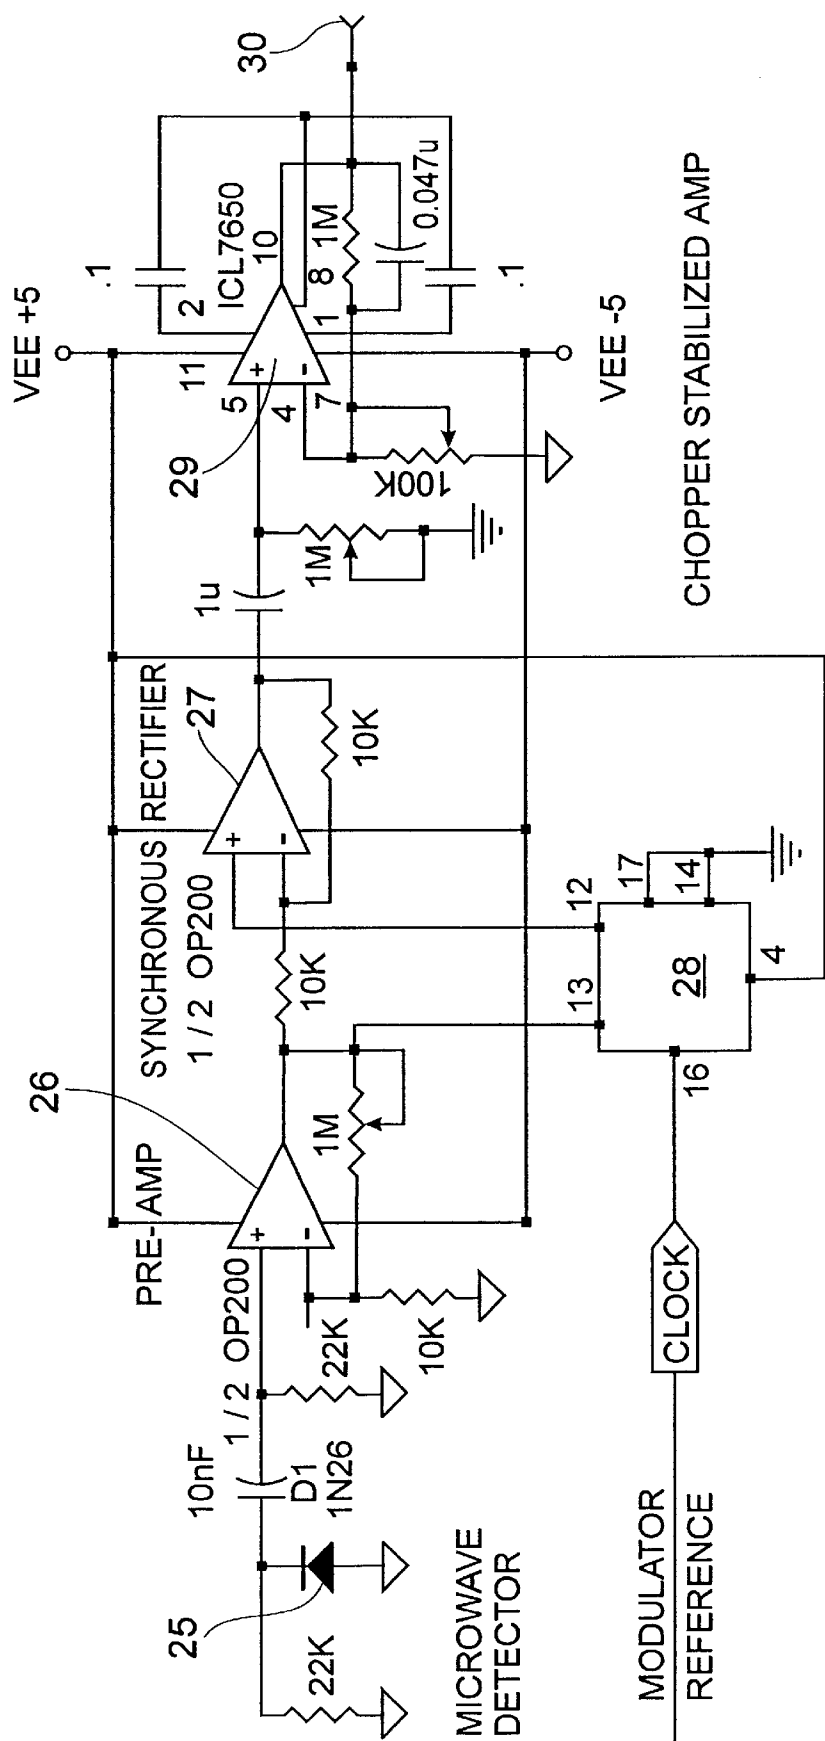 VEE +5
.1
2
ICL7650
10
11
5
+
4
-
7
8
1M
1
0.047u
.1
30
29
100K
VEE -5
CHOPPER STABILIZED AMP
1u
1M
SYNCHRONOUS RECTIFIER
1 / 2 OP200
27
+
-
10K
10K
PRE- AMP
26
1 / 2 OP200
+
-
1M
22K
10K
10nF
D1
1N26
25
22K
MICROWAVE
DETECTOR
12
13
17
14
28
4
16
CLOCK
MODULATOR
REFERENCE